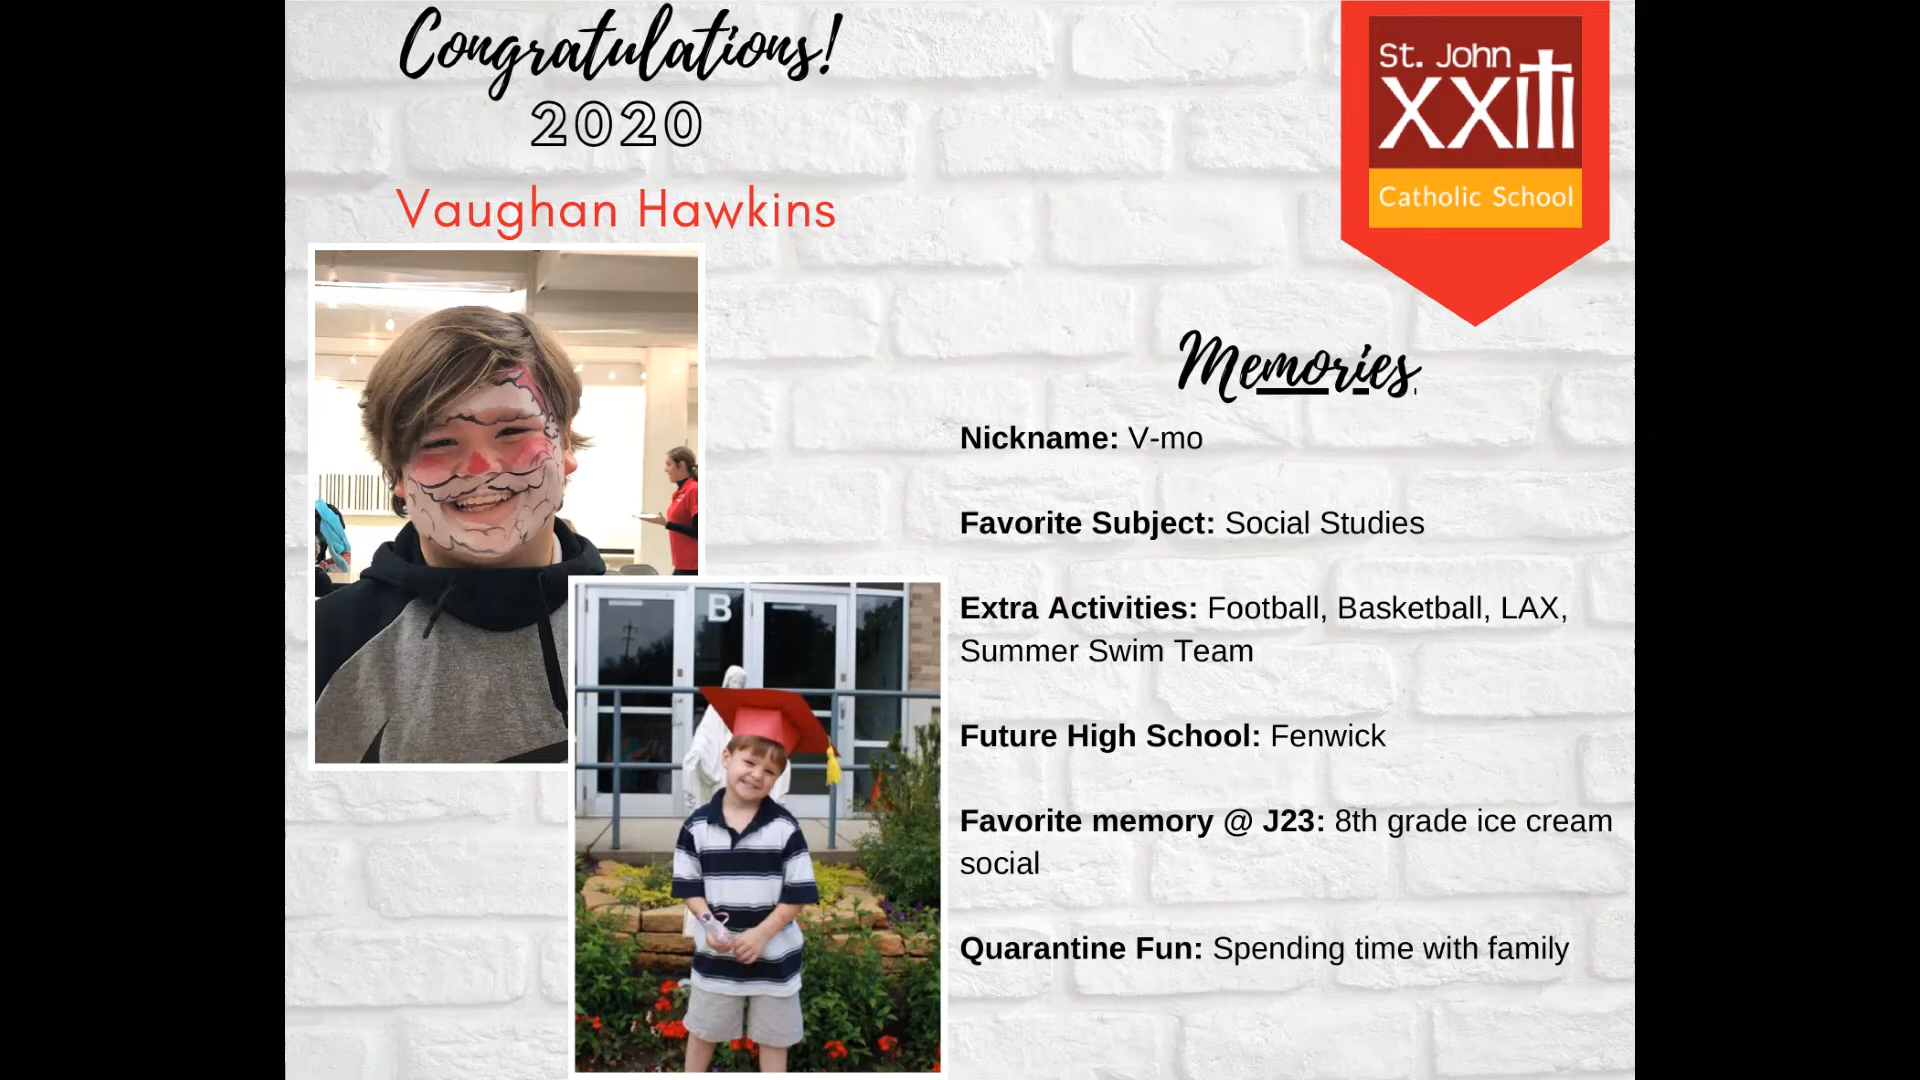 Congratulations!
2020
Vaughan Hawkins
St. John
XXIII
Catholic School
B
Memories
Nickname: V-mo
Favorite Subject: Social Studies
Extra Activities: Football, Basketball, LAX,
Summer Swim Team
Future High School: Fenwick
Favorite memory @ J23: 8th grade ice cream
social
Quarantine Fun: Spending time with family